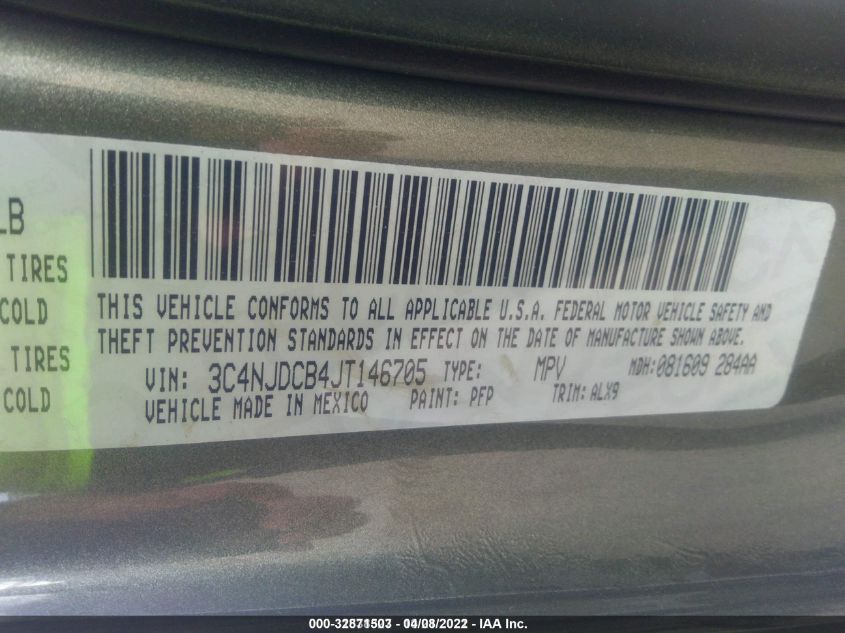 LB
TIRES
COLD
TIRES
COLD
THIS VEHICLE CONFORMS TO ALL APPLICABLE U.S.A. FEDERAL MOTOR VEHICLE SAFETY AND
THEFT PREVENTION STANDARDS IN EFFECT ON THE DATE OF MANUFACTURE SHOWN ABOVE.
VIN: 3C4NJDCB4JT146705 TYPE: MPV MDH:081609 284AA
VEHICLE MADE IN MEXICO PAINT: PFP TRIM: ALX9
000-32871503 - 04/08/2022 - IAA Inc.